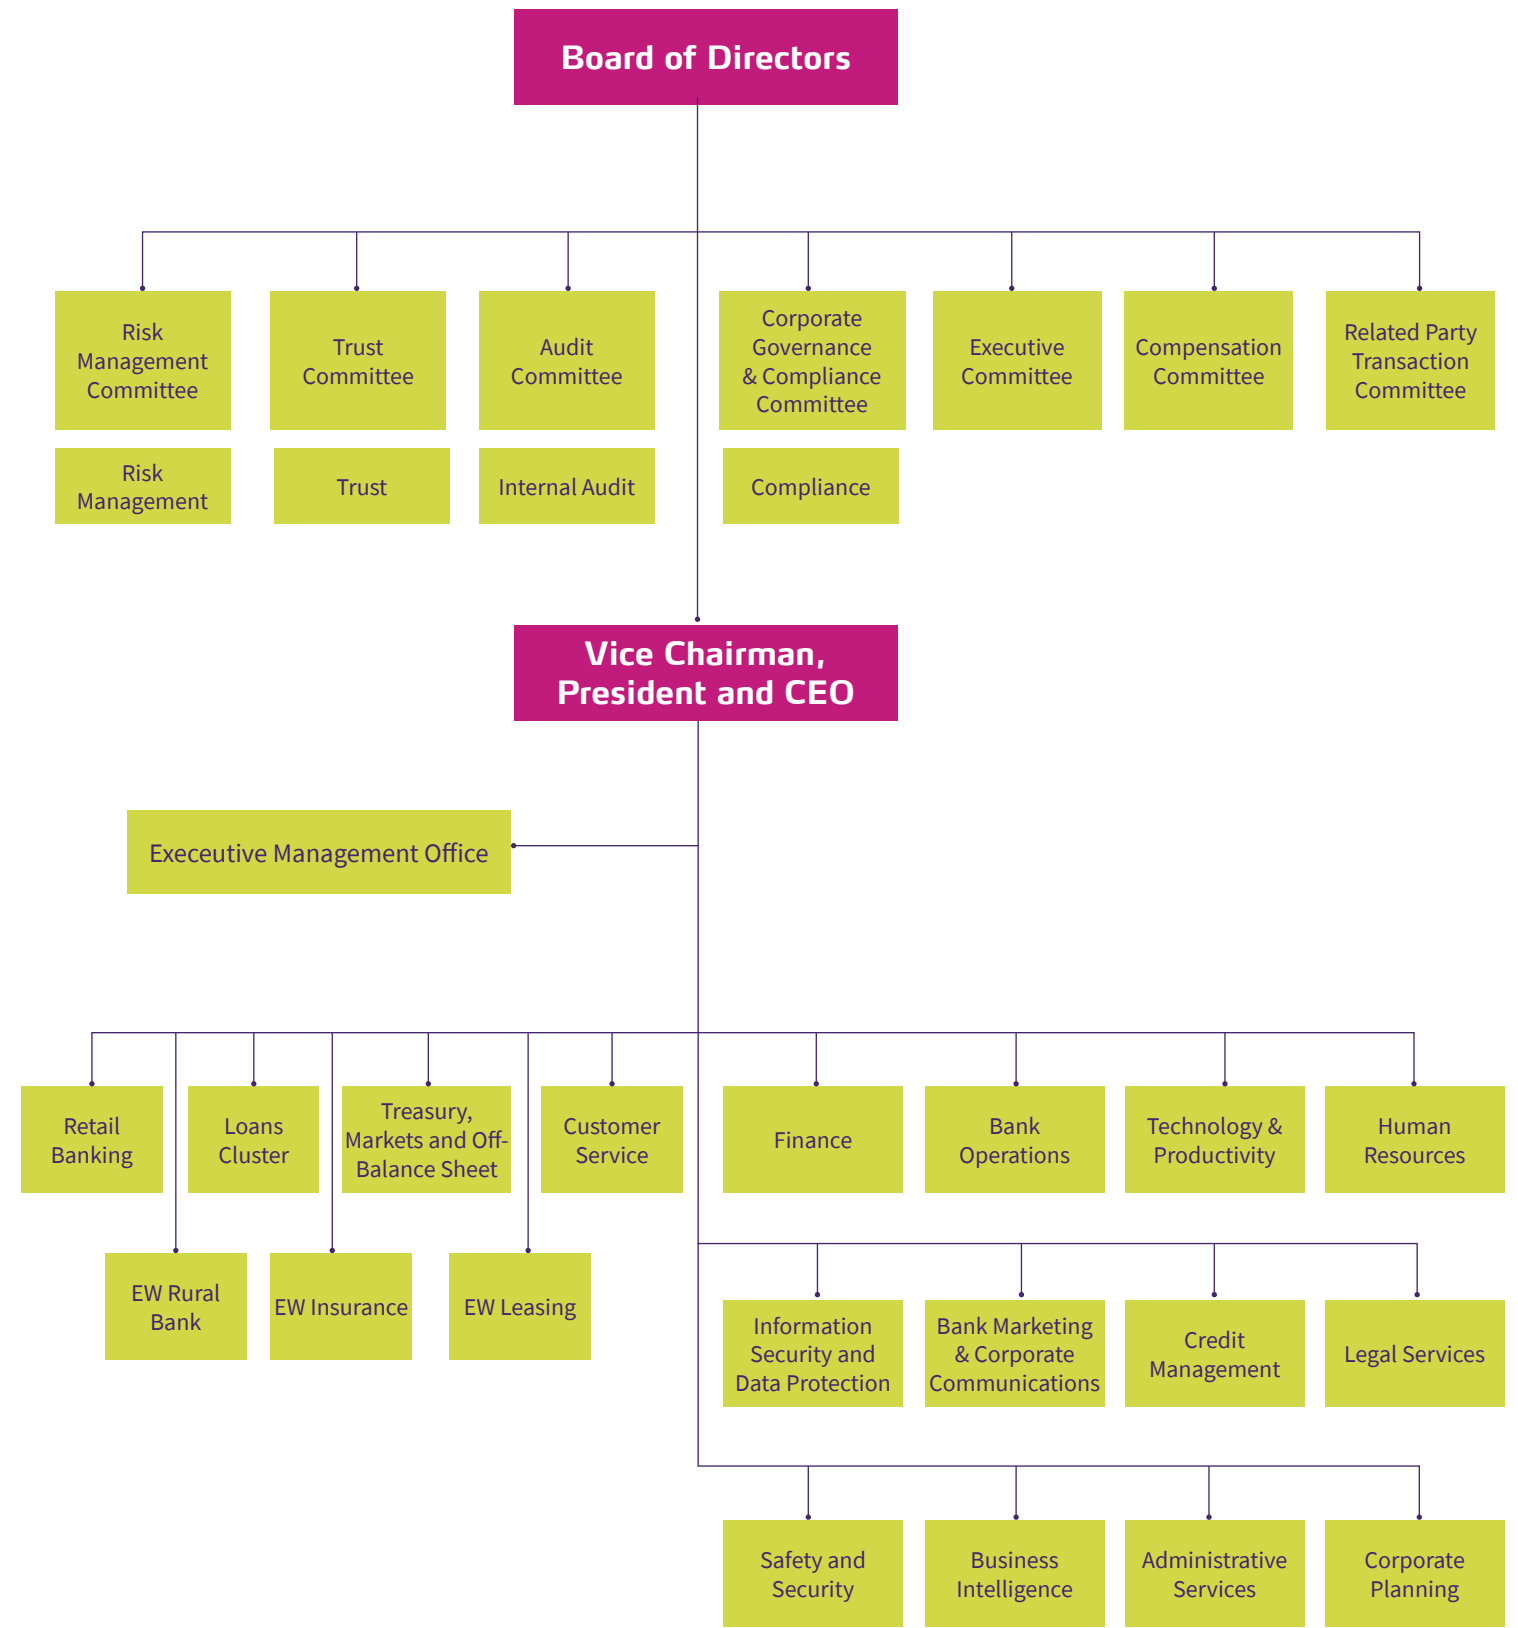 Board of Directors
Risk
Management
Committee
Trust
Committee
Audit
Committee
Corporate
Governance
& Compliance
Committee
Executive
Committee
Compensation
Committee
Related Party
Transaction
Committee
Risk
Management
Trust
Internal Audit
Compliance
Vice Chairman,
President and CEO
Execeutive Management Office
Retail
Banking
Loans
Cluster
Treasury,
Markets and Off-
Balance Sheet
Customer
Service
Finance
Bank
Operations
Technology &
Productivity
Human
Resources
EW Rural
Bank
EW Insurance
EW Leasing
Information
Security and
Data Protection
Bank Marketing
& Corporate
Communications
Credit
Management
Legal Services
Safety and
Security
Business
Intelligence
Administrative
Services
Corporate
Planning